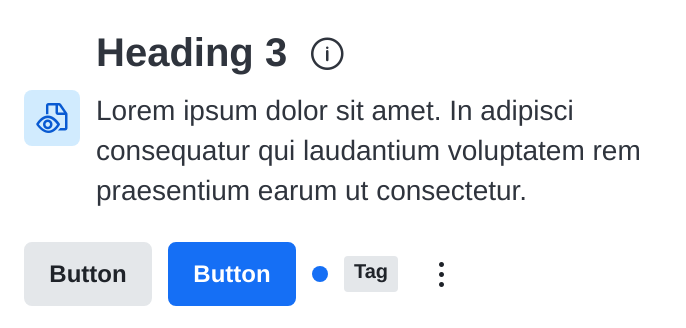 Heading 3
Lorem ipsum dolor sit amet. In adipisci
consequatur qui laudantium voluptatem rem
praesentium earum ut consectetur.
Button Button Tag